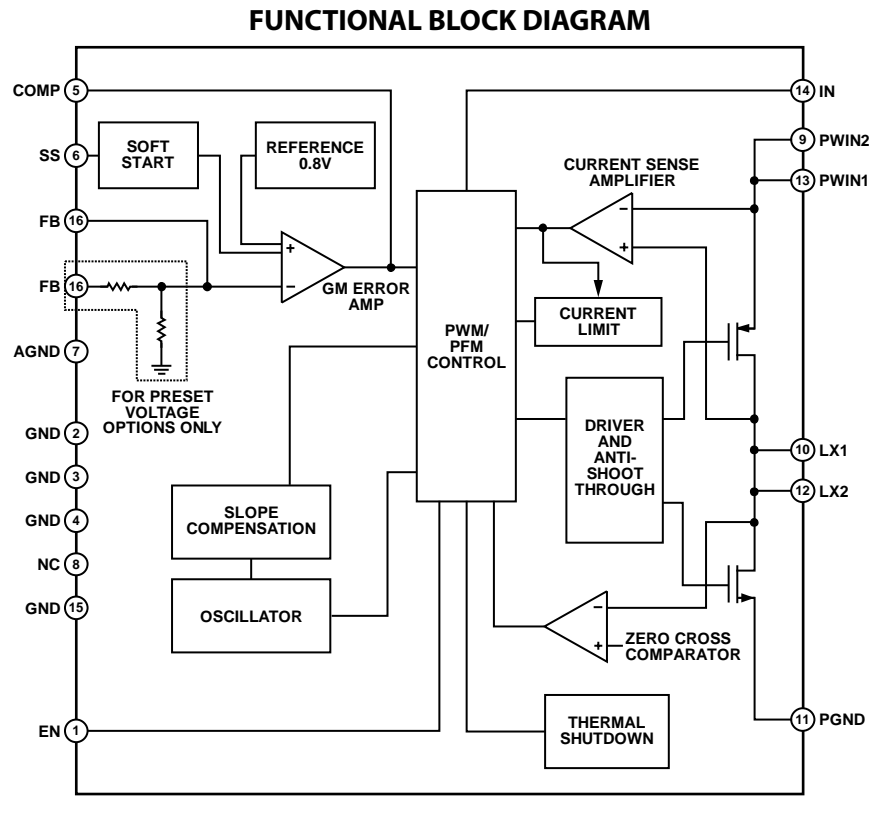 FUNCTIONAL BLOCK DIAGRAM
COMP 5
SS 6
SOFT
START
REFERENCE
0.8V
FB 16
FB 16
+
−
GM ERROR
AMP
AGND 7
FOR PRESET
VOLTAGE
OPTIONS ONLY
GND 2
GND 3
GND 4
NC 8
GND 15
EN 1
SLOPE
COMPENSATION
OSCILLATOR
PWM/
PFM
CONTROL
CURRENT SENSE
AMPLIFIER
−
+
CURRENT
LIMIT
DRIVER
AND
ANTI-
SHOOT
THROUGH
−
+
ZERO CROSS
COMPARATOR
THERMAL
SHUTDOWN
14 IN
9 PWIN2
13 PWIN1
10 LX1
12 LX2
11 PGND